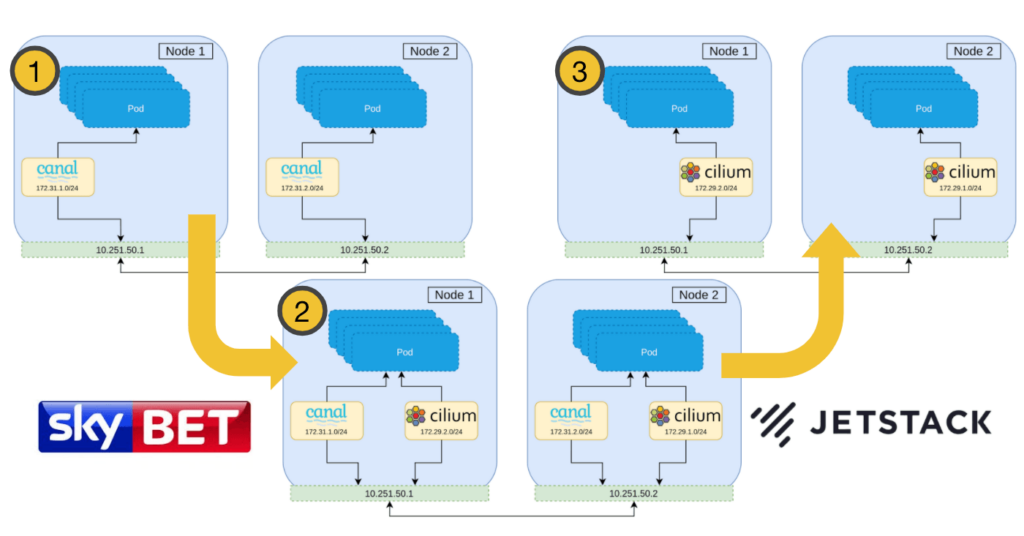 1
Node 1
Pod
canal
172.31.1.0/24
10.251.50.1
Node 2
Pod
canal
172.31.2.0/24
10.251.50.2
2
Node 1
Pod
canal
172.31.1.0/24
cilium
172.29.2.0/24
10.251.50.1
Node 2
Pod
canal
172.31.2.0/24
cilium
172.29.1.0/24
10.251.50.2
3
Node 1
Pod
cilium
172.29.2.0/24
10.251.50.1
Node 2
Pod
cilium
172.29.1.0/24
10.251.50.2
sky BET
JETSTACK